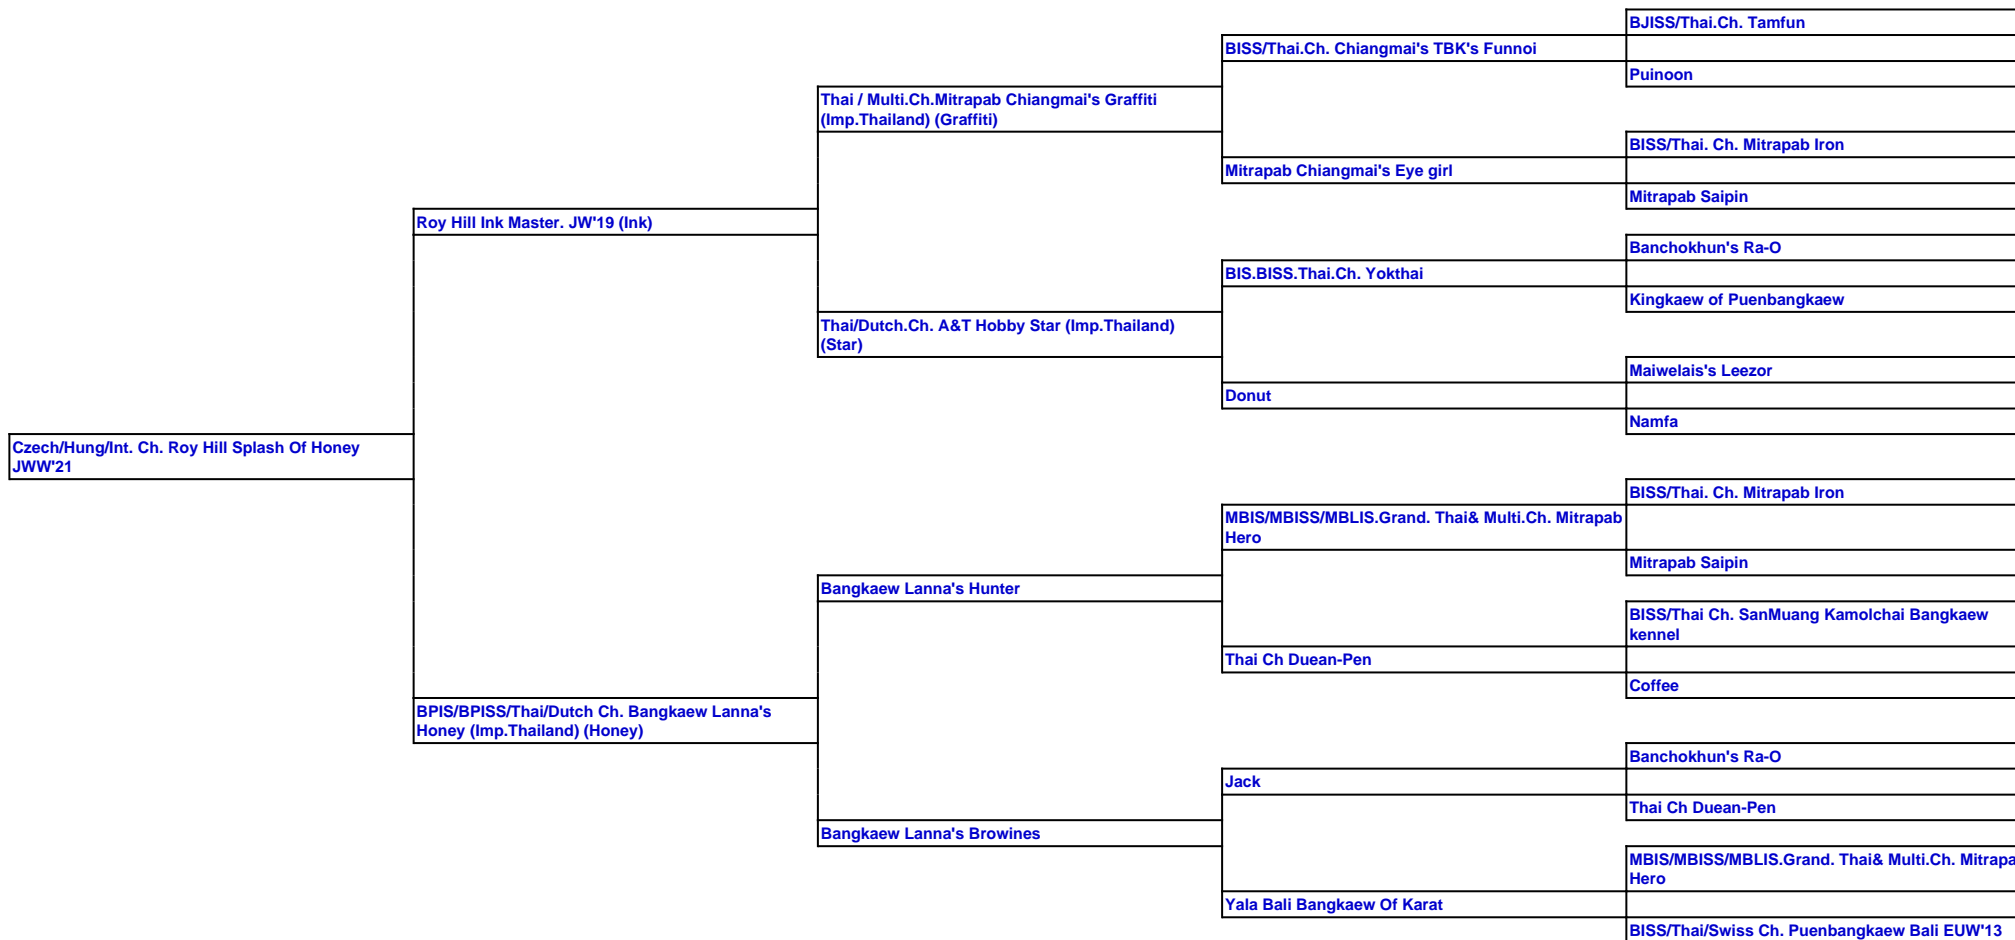 BJISS/Thai.Ch. Tamfun
BISS/Thai.Ch. Chiangmai's TBK's Funnoi
Puinoon
Thai / Multi.Ch.Mitrapab Chiangmai's Graffiti
(Imp.Thailand) (Graffiti)
BISS/Thai. Ch. Mitrapab Iron
Mitrapab Chiangmai's Eye girl
Mitrapab Saipin
Roy Hill Ink Master. JW'19 (Ink)
Banchokhun's Ra-O
BIS.BISS.Thai.Ch. Yokthai
Kingkaew of Puenbangkaew
Thai/Dutch.Ch. A&T Hobby Star (Imp.Thailand)
(Star)
Maiwelais's Leezor
Donut
Namfa
Czech/Hung/Int. Ch. Roy Hill Splash Of Honey
JWW'21
BISS/Thai. Ch. Mitrapab Iron
MBIS/MBISS/MBLIS.Grand. Thai& Multi.Ch. Mitrapab
Hero
Mitrapab Saipin
Bangkaew Lanna's Hunter
BISS/Thai Ch. SanMuang Kamolchai Bangkaew
kennel
Thai Ch Duean-Pen
Coffee
BPIS/BPISS/Thai/Dutch Ch. Bangkaew Lanna's
Honey (Imp.Thailand) (Honey)
Banchokhun's Ra-O
Jack
Thai Ch Duean-Pen
Bangkaew Lanna's Browines
MBIS/MBISS/MBLIS.Grand. Thai& Multi.Ch. Mitrapa
Hero
Yala Bali Bangkaew Of Karat
BISS/Thai/Swiss Ch. Puenbangkaew Bali EUW'13